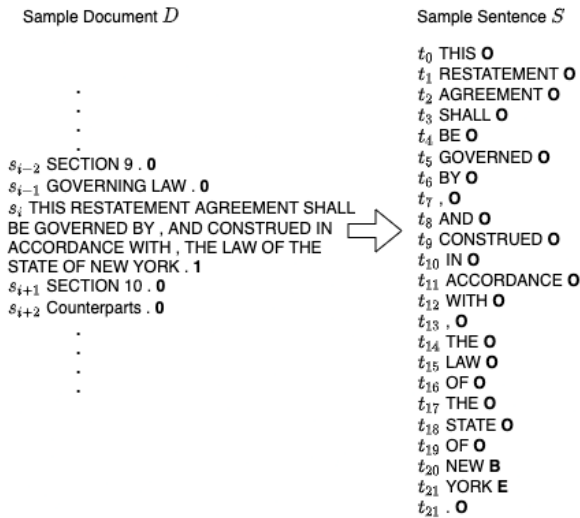 Sample Document D
.
.
.
.
s_{i-2} SECTION 9 . 0
s_{i-1} GOVERNING LAW . 0
s_i THIS RESTATEMENT AGREEMENT SHALL
BE GOVERNED BY , AND CONSTRUED IN
ACCORDANCE WITH , THE LAW OF THE
STATE OF NEW YORK . 1
s_{i+1} SECTION 10 . 0
s_{i+2} Counterparts . 0
.
.
.
.
Sample Sentence S
t_0 THIS O
t_1 RESTATEMENT O
t_2 AGREEMENT O
t_3 SHALL O
t_4 BE O
t_5 GOVERNED O
t_6 BY O
t_7 , O
t_8 AND O
t_9 CONSTRUED O
t_10 IN O
t_11 ACCORDANCE O
t_12 WITH O
t_13 , O
t_14 THE O
t_15 LAW O
t_16 OF O
t_17 THE O
t_18 STATE O
t_19 OF O
t_20 NEW B
t_21 YORK E
t_21 . O